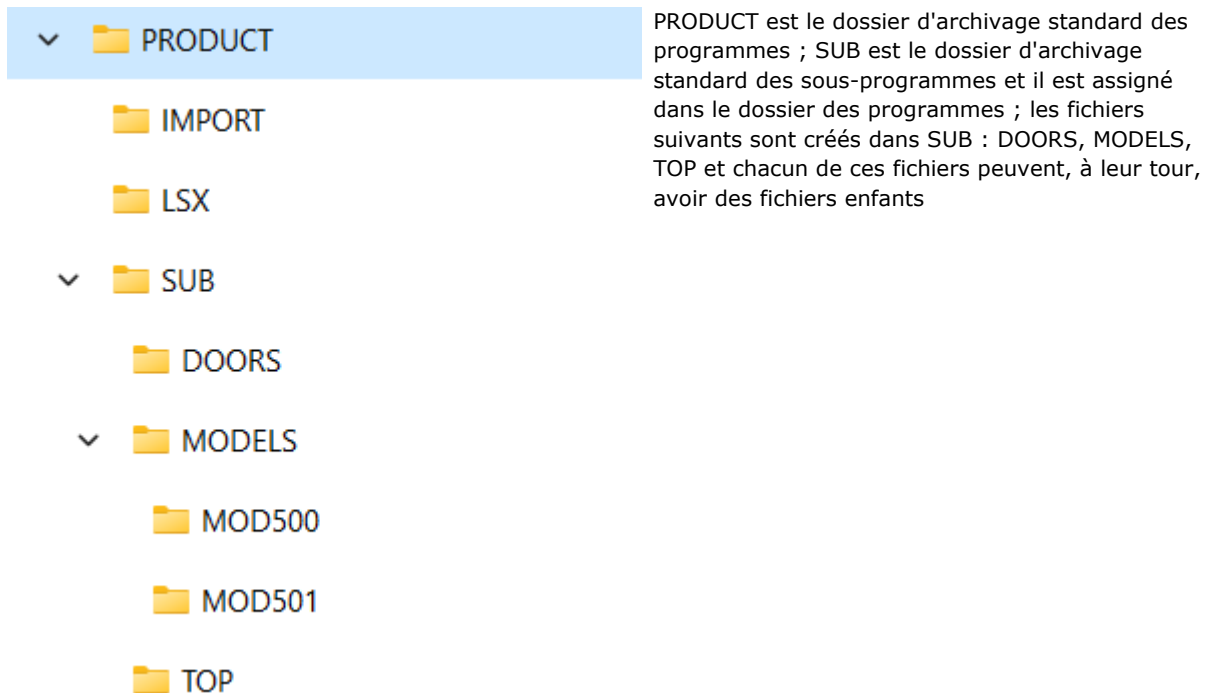 PRODUCT
IMPORT
LSX
SUB
DOORS
MODELS
MOD500
MOD501
TOP
PRODUCT est le dossier d'archivage standard des
programmes ; SUB est le dossier d'archivage
standard des sous-programmes et il est assigné
dans le dossier des programmes ; les fichiers
suivants sont créés dans SUB : DOORS, MODELS,
TOP et chacun de ces fichiers peuvent, à leur tour,
avoir des fichiers enfants